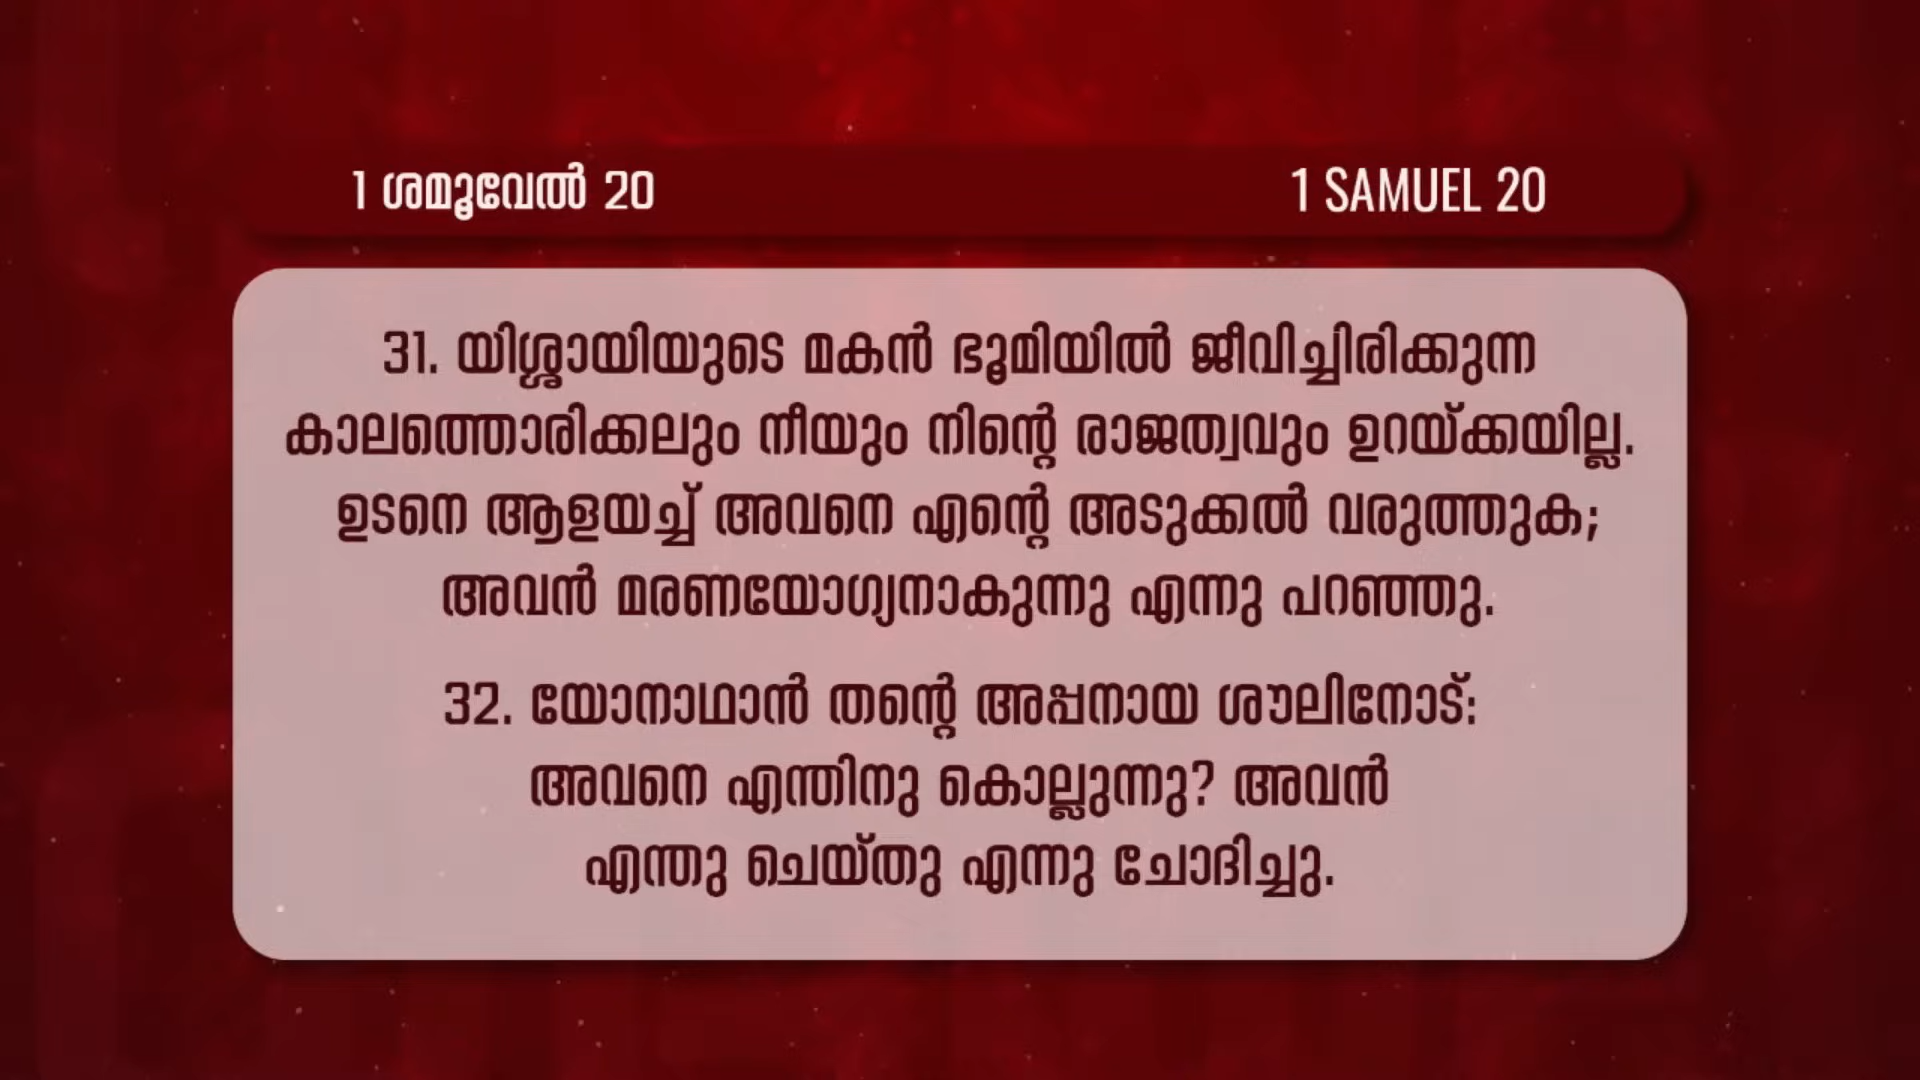 1 ശമൂവേൽ 20
1 SAMUEL 20
31. യിശ്ശായിയുടെ മകൻ ഭൂമിയിൽ ജീവിച്ചിരിക്കുന്ന
കാലത്തൊരിക്കലും നീയും നിന്റെ രാജത്വവും ഉറയ്ക്കയില്ല.
ഉടനെ ആളയച്ച് അവനെ എന്റെ അടുക്കൽ വരുത്തുക;
അവൻ മരണയോഗ്യനാകുന്നു എന്നു പറഞ്ഞു.
32. യോനാഥാൻ തന്റെ അപ്പനായ ശൗലിനോട്:
അവനെ എന്തിനു കൊല്ലുന്നു? അവൻ
എന്തു ചെയ്തു എന്നു ചോദിച്ചു.